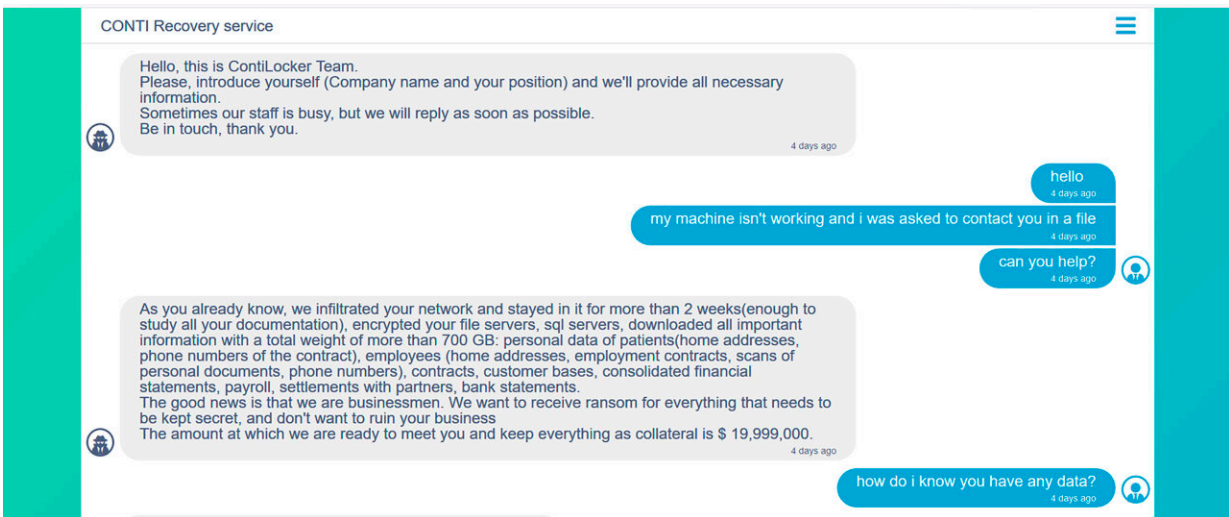 CONTI Recovery service
Hello, this is ContiLocker Team.
Please, introduce yourself (Company name and your position) and we'll provide all necessary
information.
Sometimes our staff is busy, but we will reply as soon as possible.
Be in touch, thank you.
4 days ago
hello
4 days ago
my machine isn't working and i was asked to contact you in a file
4 days ago
can you help?
4 days ago
As you already know, we infiltrated your network and stayed in it for more than 2 weeks(enough to
study all your documentation), encrypted your file servers, sql servers, downloaded all important
information with a total weight of more than 700 GB: personal data of patients(home addresses,
phone numbers of the contract), employees (home addresses, employment contracts, scans of
personal documents, phone numbers), contracts, customer bases, consolidated financial
statements, payroll, settlements with partners, bank statements.
The good news is that we are businessmen. We want to receive ransom for everything that needs to
be kept secret, and don't want to ruin your business
The amount at which we are ready to meet you and keep everything as collateral is $ 19,999,000.
4 days ago
how do i know you have any data?
4 days ago